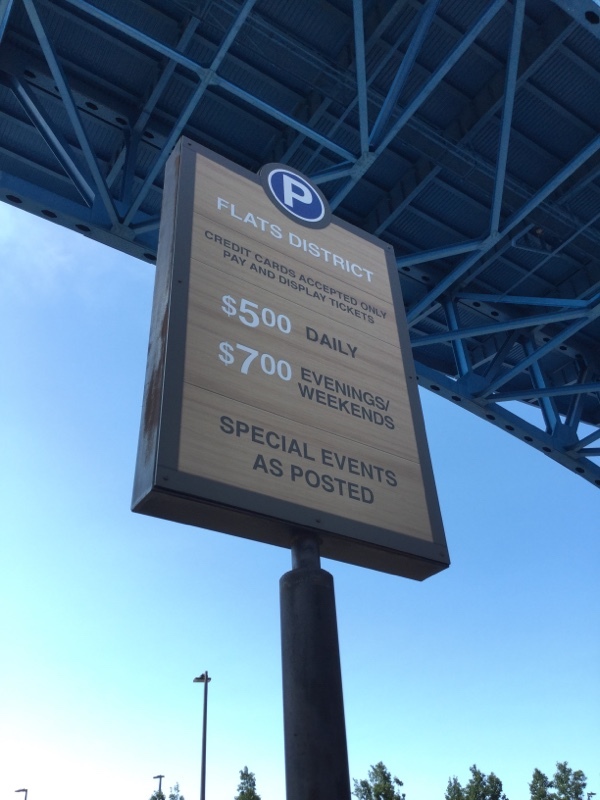 P
FLATS DISTRICT
CREDIT CARDS ACCEPTED ONLY
PAY AND DISPLAY TICKETS
$500 DAILY
$700 EVENINGS/
WEEKENDS
SPECIAL EVENTS
AS POSTED